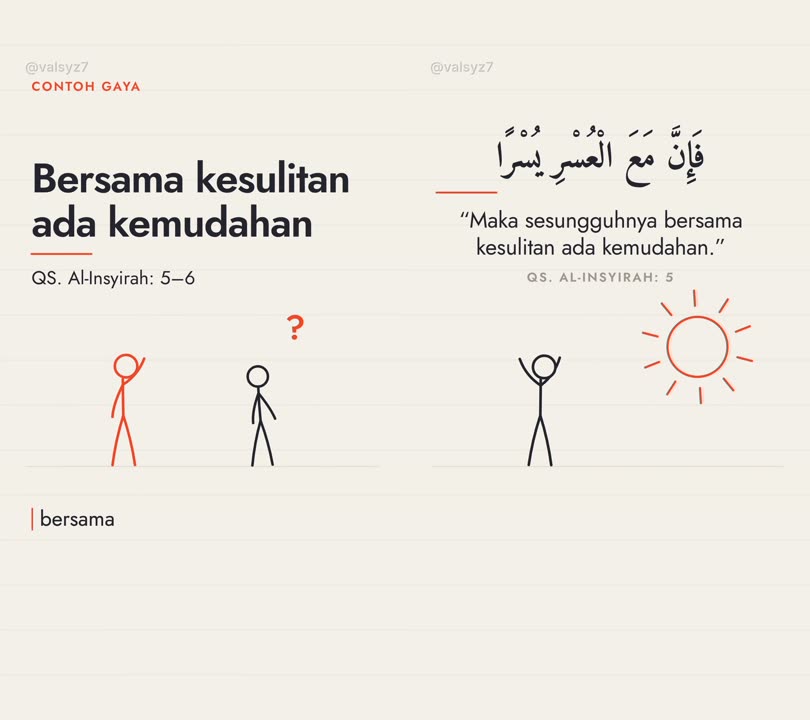 @valsyz7
CONTOH GAYA
Bersama kesulitan
ada kemudahan
QS. Al-Insyirah: 5–6
?
bersama
@valsyz7
فَإِنَّ مَعَ الْعُسْرِ يُسْرًا
“Maka sesungguhnya bersama
kesulitan ada kemudahan.”
QS. AL-INSYIRAH: 5